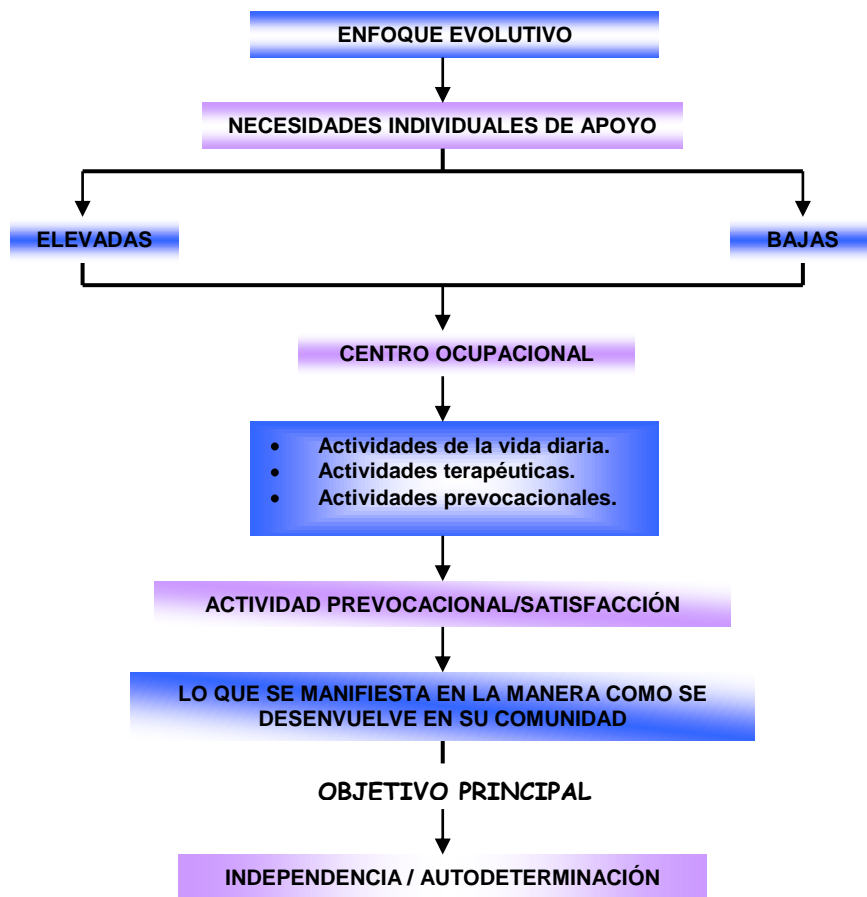 ENFOQUE EVOLUTIVO
NECESIDADES INDIVIDUALES DE APOYO
ELEVADAS
BAJAS
CENTRO OCUPACIONAL
• Actividades de la vida diaria.
• Actividades terapéuticas.
• Actividades prevocacionales.
ACTIVIDAD PREVOCACIONAL/SATISFACCIÓN
LO QUE SE MANIFIESTA EN LA MANERA COMO SE
DESENVUELVE EN SU COMUNIDAD
OBJETIVO PRINCIPAL
INDEPENDENCIA / AUTODETERMINACIÓN